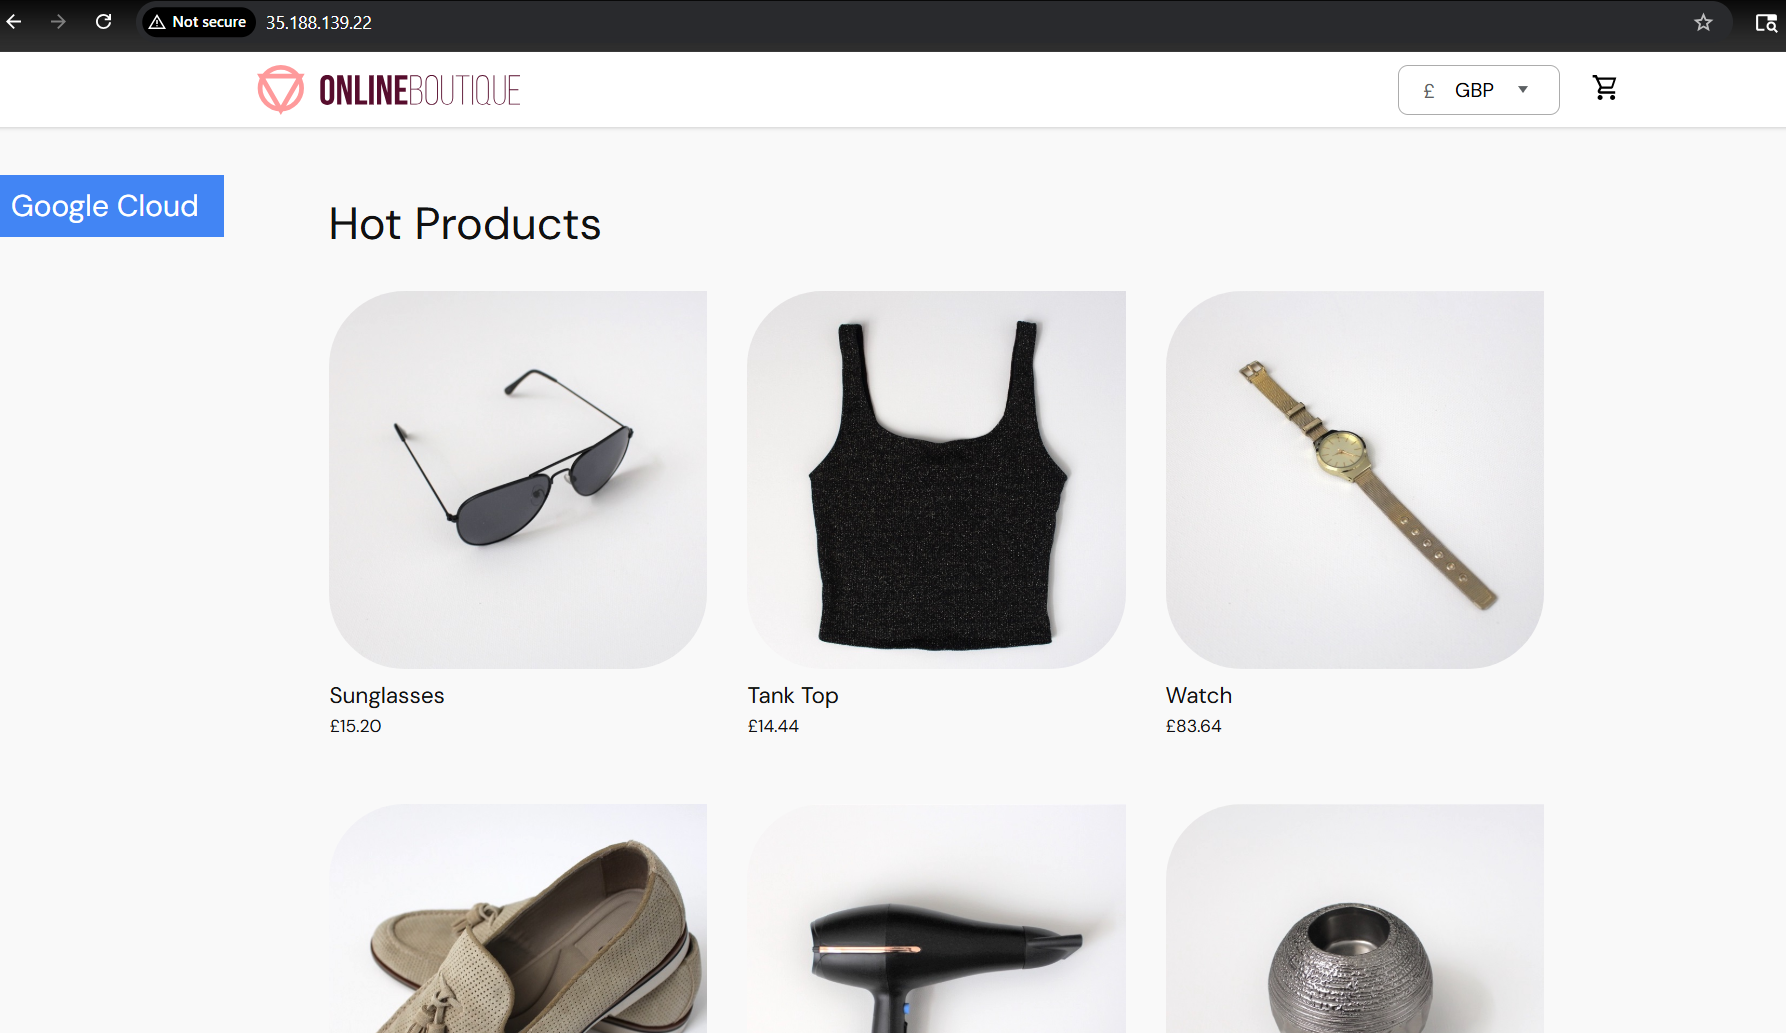 Not secure 35.188.139.22
ONLINEBOUTIQUE
£ GBP
Google Cloud
Hot Products
Sunglasses
£15.20
Tank Top
£14.44
Watch
£83.64